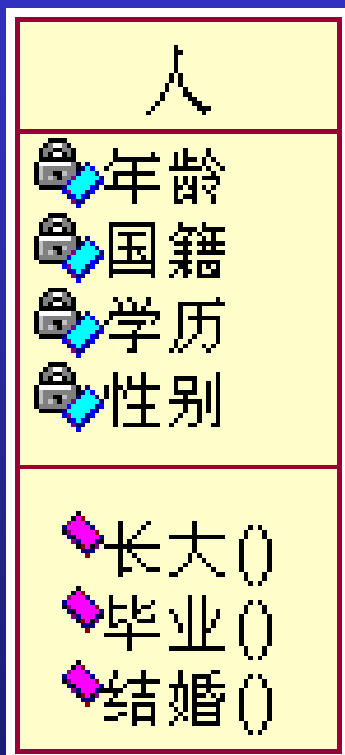 人
年龄
国籍
学历
性别
长大()
毕业()
结婚()